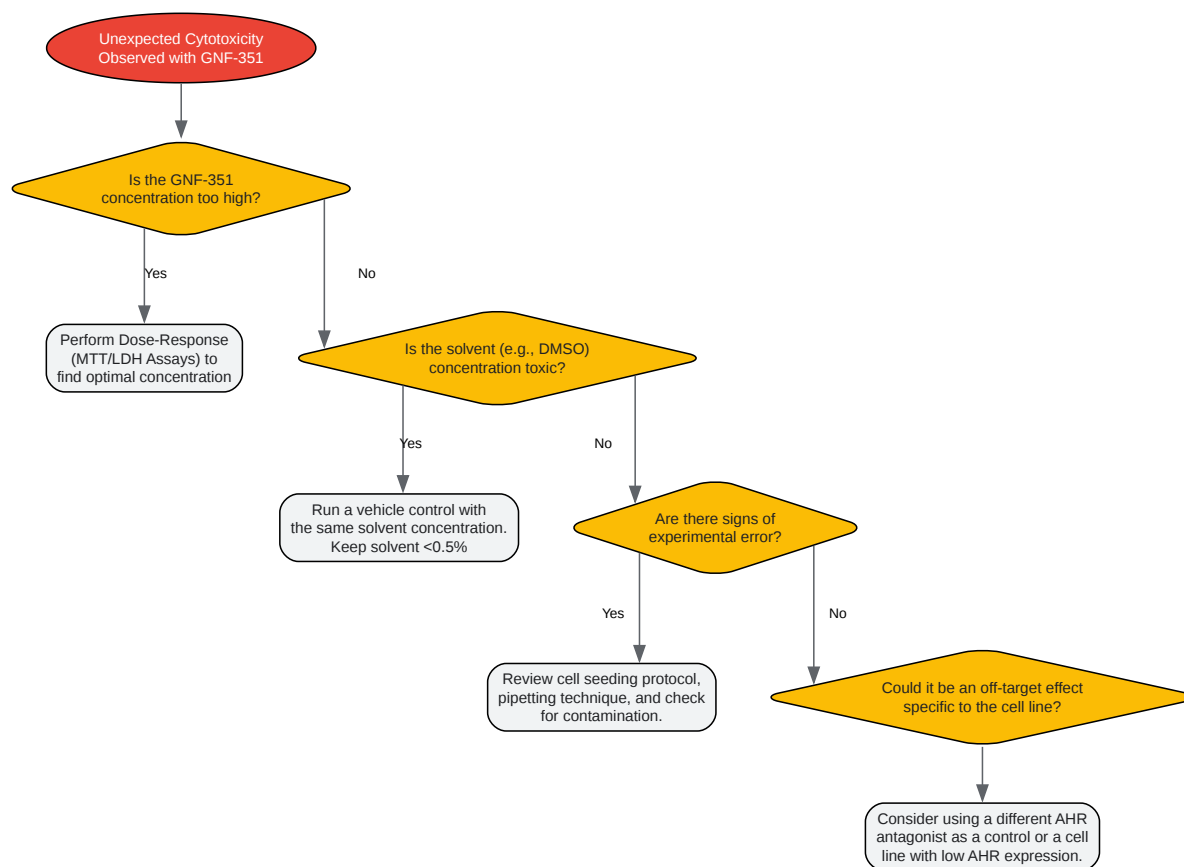 Unexpected Cytotoxicity
Observed with GNF-351
Is the GNF-351
concentration too high?
Yes
No
Perform Dose-Response
(MTT/LDH Assays) to
find optimal concentration
Is the solvent (e.g., DMSO)
concentration toxic?
Yes
No
Run a vehicle control with
the same solvent concentration.
Keep solvent <0.5%
Are there signs of
experimental error?
Yes
No
Review cell seeding protocol,
pipetting technique, and check
for contamination.
Could it be an off-target effect
specific to the cell line?
Consider using a different AHR
antagonist as a control or a cell
line with low AHR expression.